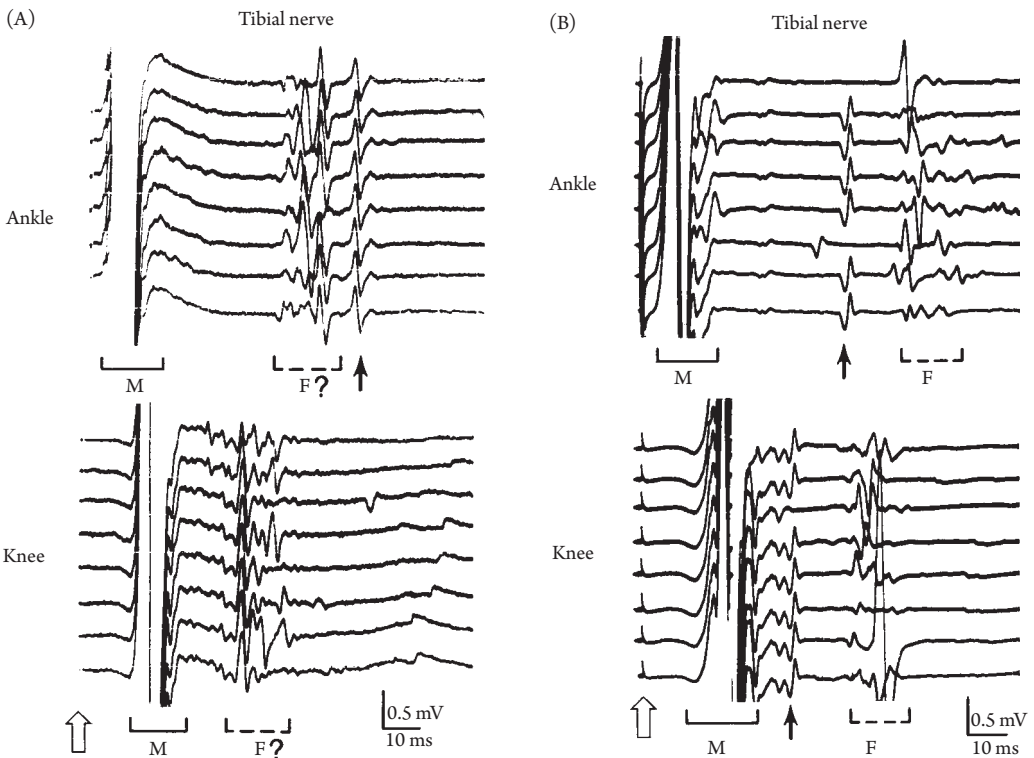 (A)
Tibial nerve
Ankle
M
F ?
Knee
M
F ?
0.5 mV
10 ms
(B)
Tibial nerve
Ankle
M
F
Knee
M
F
0.5 mV
10 ms